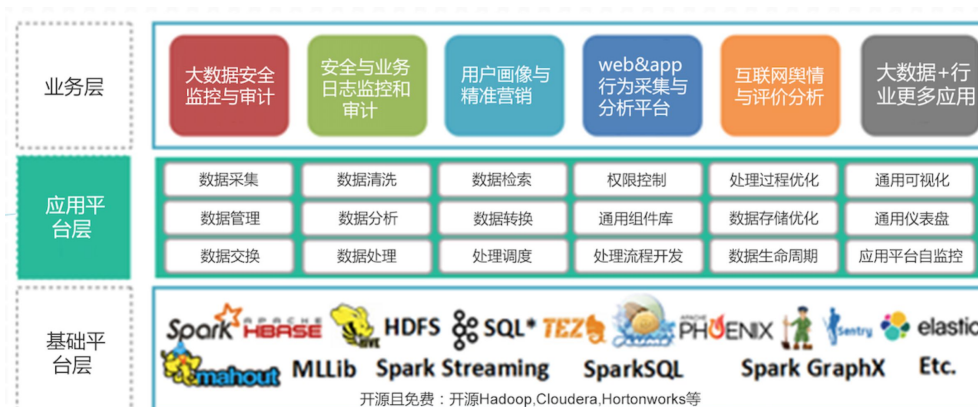 业务层
大数据安全
监控与审计
安全与业务
日志监控和
审计
用户画像与
精准营销
web&app
行为采集与
分析平台
互联网舆情
与评价分析
大数据+行
业更多应用
应用平
台层
数据采集
数据清洗
数据检索
权限控制
处理过程优化
通用可视化
数据管理
数据分析
数据转换
通用组件库
数据存储优化
通用仪表盘
数据交换
数据处理
处理调度
处理流程开发
数据生命周期
应用平台自监控
基础平
台层
Spark
APACHE
HBASE
HIVE
HDFS
SQL*
TEZ
APACHE
PHOENIX
Sentry
elastic
mahout
MLLib
Spark Streaming
SparkSQL
Spark GraphX
Etc.
开源且免费：开源Hadoop,Cloudera,Hortonworks等